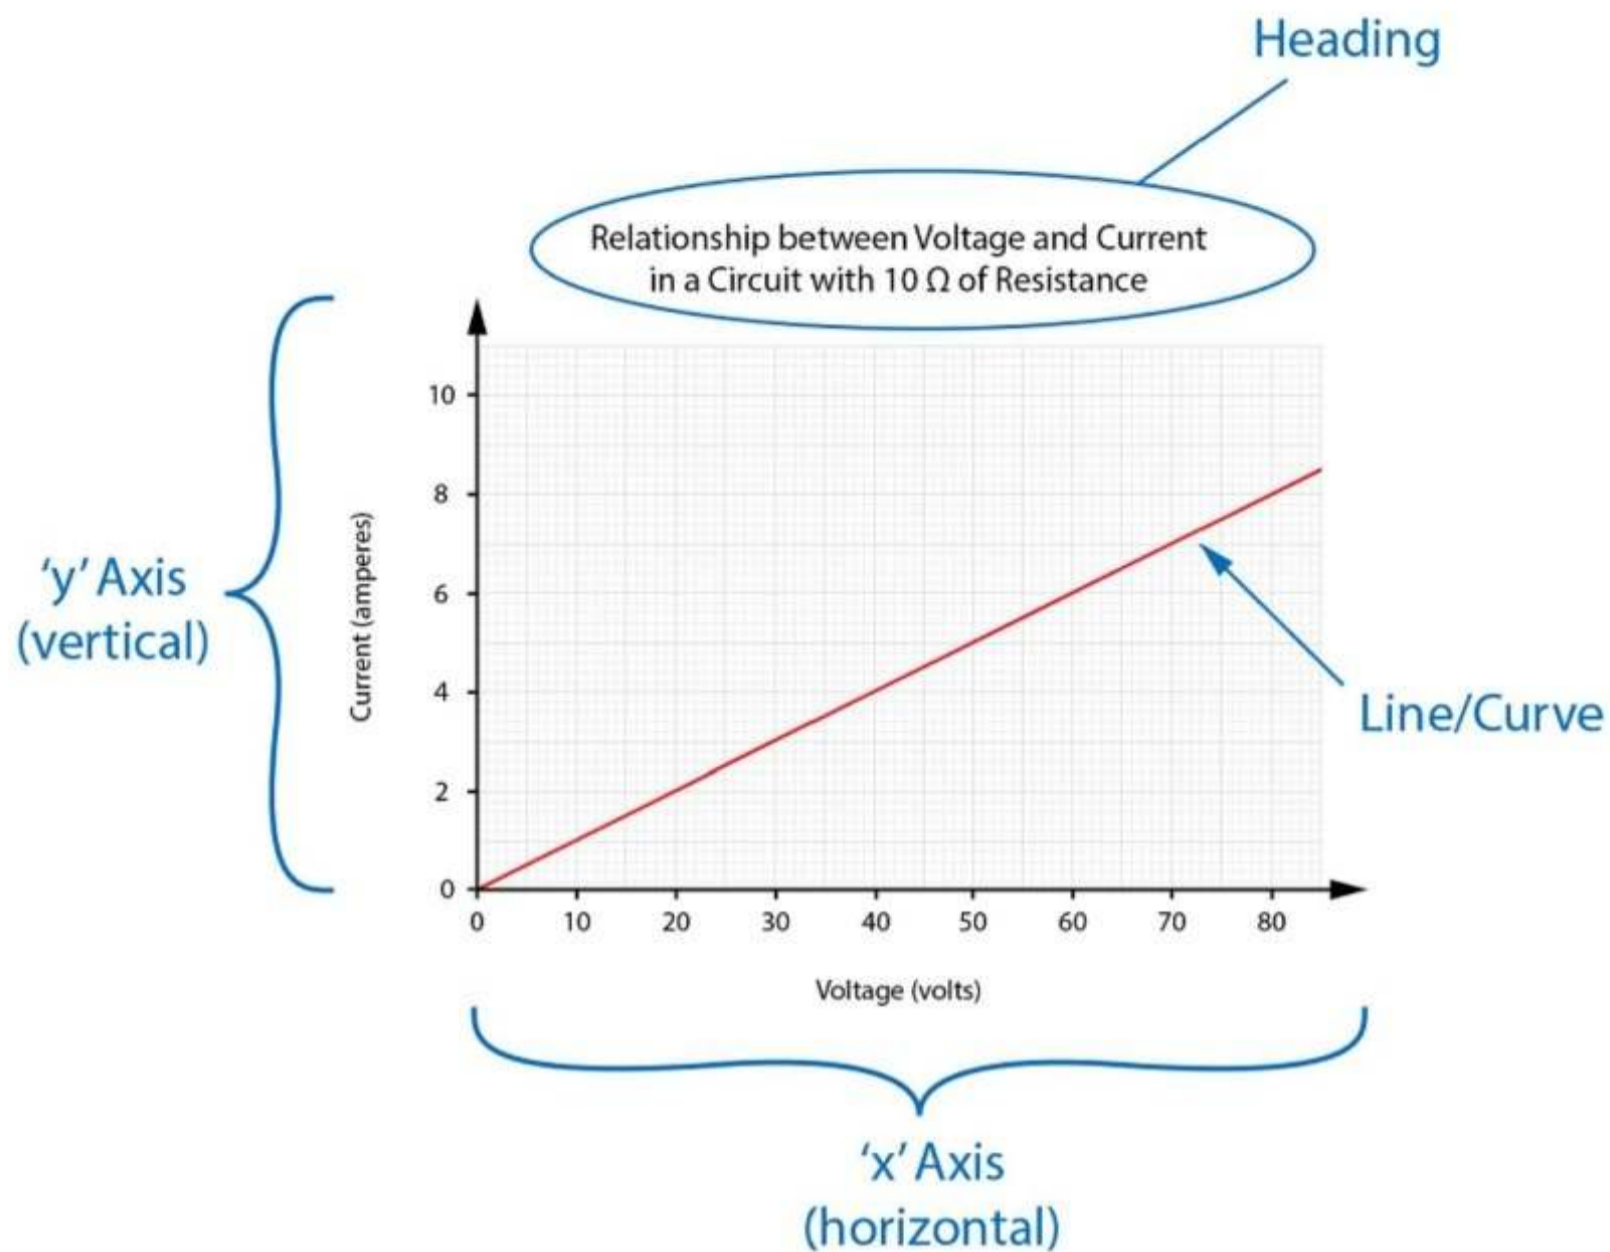 Heading
Relationship between Voltage and Current
in a Circuit with 10 Ω of Resistance
‘y’ Axis
(vertical)
Current (amperes)
10
8
6
4
2
0
0 10 20 30 40 50 60 70 80
Voltage (volts)
Line/Curve
‘x’ Axis
(horizontal)